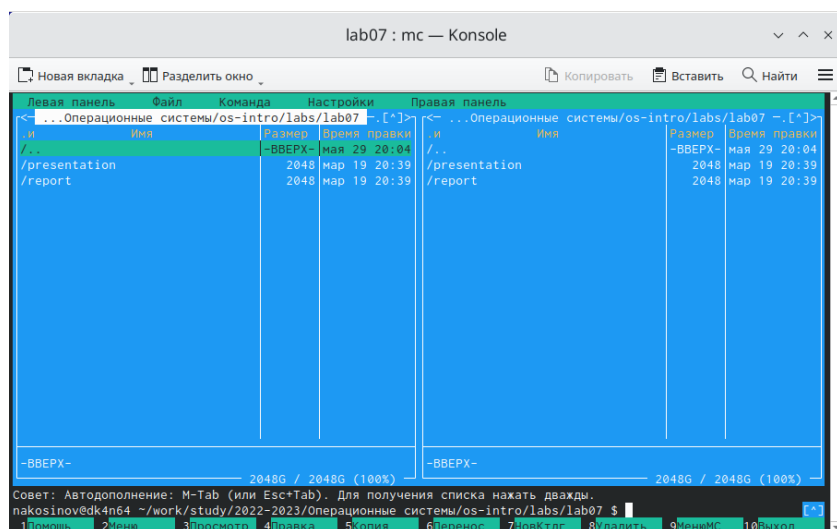 lab07 : mc — Konsole
Новая вкладка Разделить окно Копировать Вставить Найти
Левая панель Файл Команда Настройки Правая панель
<— ...Операционные системы/os-intro/labs/lab07 —.[^]> <— ...Операционные системы/os-intro/labs/lab07 —.[^]>
.и Имя Размер Время правки .и Имя Размер Время правки
/.. -ВВЕРХ- мая 29 20:04 /.. -ВВЕРХ- мая 29 20:04
/presentation 2048 мар 19 20:39 /presentation 2048 мар 19 20:39
/report 2048 мар 19 20:39 /report 2048 мар 19 20:39
-ВВЕРХ- -ВВЕРХ-
2048G / 2048G (100%) 2048G / 2048G (100%)
Совет: Автодополнение: M-Tab (или Esc+Tab). Для получения списка нажать дважды.
nakosinov@dk4n64 ~/work/study/2022-2023/Операционные системы/os-intro/labs/lab07 $ [^]
1Помощь 2Меню 3Просмотр 4Правка 5Копия 6Перенос 7НовКтлг 8Удалить 9МенюМС 10Выход